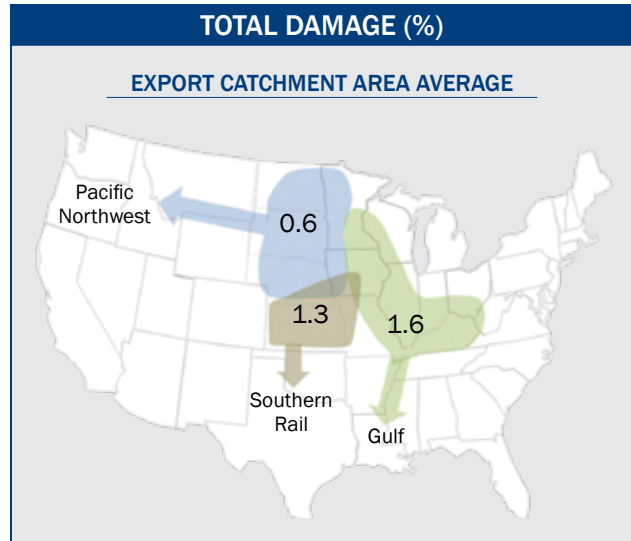 TOTAL DAMAGE (%)
EXPORT CATCHMENT AREA AVERAGE
Pacific
Northwest
0.6
1.3
1.6
Southern
Rail
Gulf